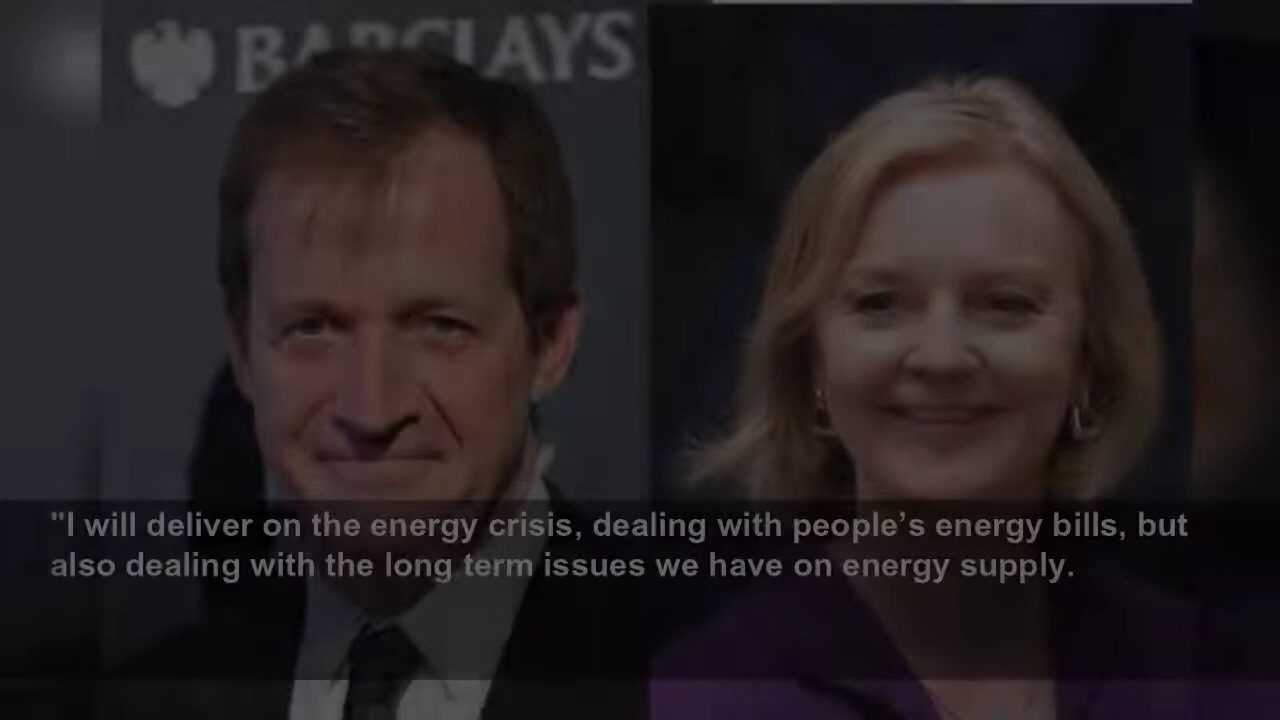 BARCLAYS
"I will deliver on the energy crisis, dealing with people’s energy bills, but
also dealing with the long term issues we have on energy supply.